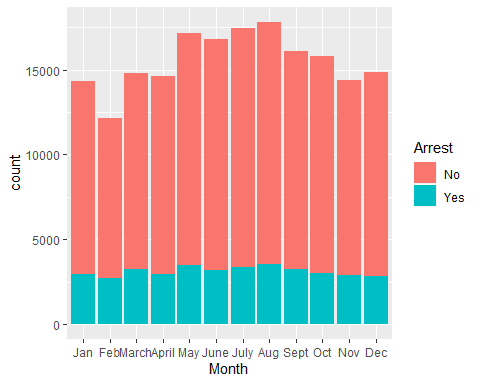 15000
10000
5000
0
count
Jan Feb March April May June July Aug Sept Oct Nov Dec
Month
Arrest
No
Yes